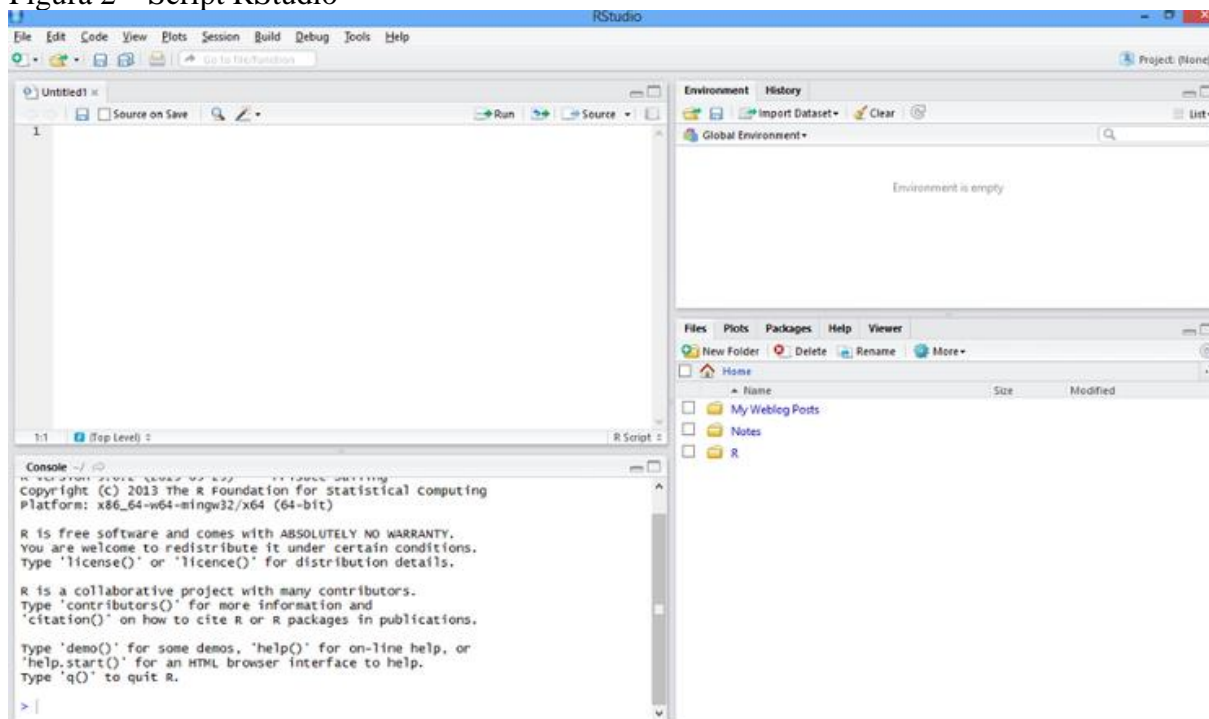 Figura 2 – Script RStudio
RStudio
File Edit Code View Plots Session Build Debug Tools Help
Go to file/function
Project: (None)
Untitled1
Source on Save
Run
Source
1
1:1
(Top Level)
R Script
Console ~/
Copyright (C) 2013 The R Foundation for Statistical Computing
Platform: x86_64-w64-mingw32/x64 (64-bit)
R is free software and comes with ABSOLUTELY NO WARRANTY.
You are welcome to redistribute it under certain conditions.
Type 'license()' or 'licence()' for distribution details.
R is a collaborative project with many contributors.
Type 'contributors()' for more information and
'citation()' on how to cite R or R packages in publications.
Type 'demo()' for some demos, 'help()' for on-line help, or
'help.start()' for an HTML browser interface to help.
Type 'q()' to quit R.
>
Environment History
Import Dataset Clear
List
Global Environment
Environment is empty
Files Plots Packages Help Viewer
New Folder Delete Rename More
Home
Name Size Modified
My Weblog Posts
Notes
R